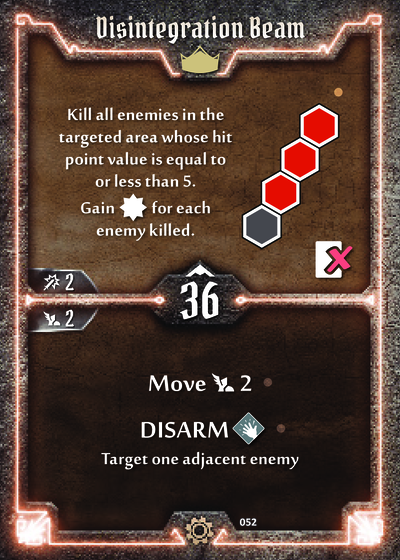 Disintegration Beam
Kill all enemies in the
targeted area whose hit
point value is equal to
or less than 5.
Gain for each
enemy killed.
2
36
2
Move 2
DISARM
Target one adjacent enemy
052